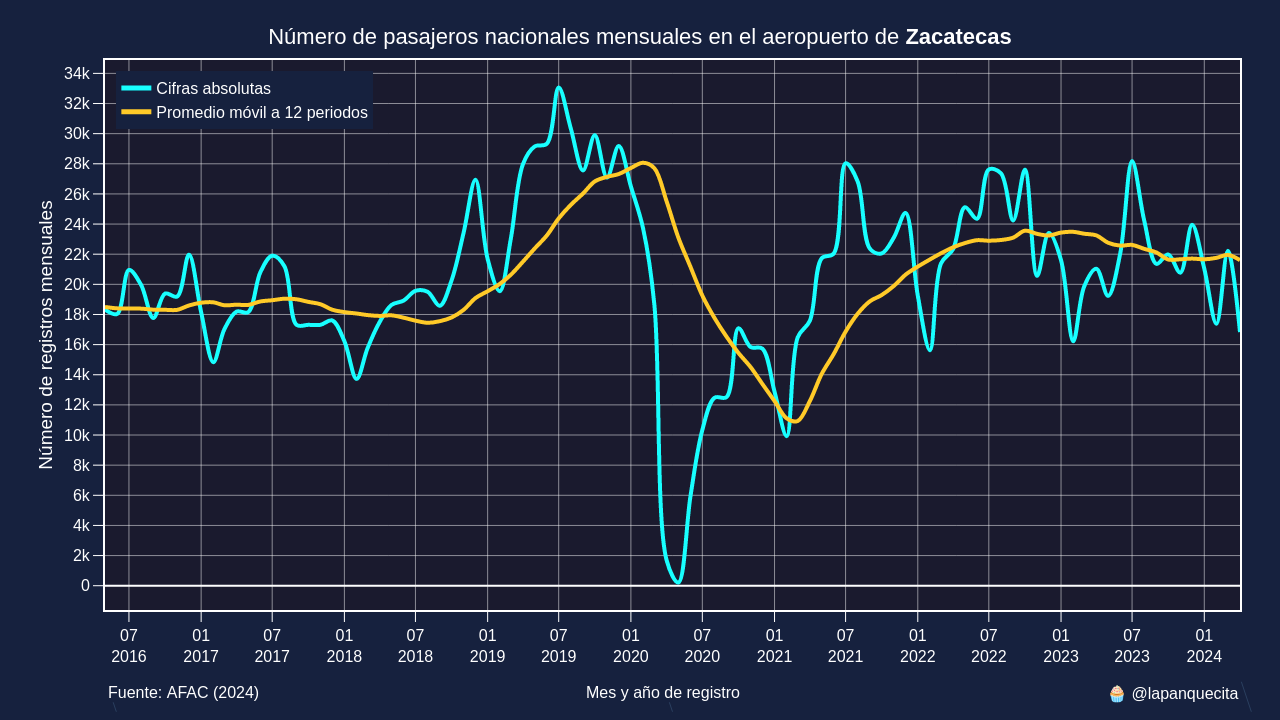 Número de pasajeros nacionales mensuales en el aeropuerto de Zacatecas
Cifras absolutas
Promedio móvil a 12 periodos
Número de registros mensuales
34k
32k
30k
28k
26k
24k
22k
20k
18k
16k
14k
12k
10k
8k
6k
4k
2k
0
07 01 07 01 07 01 07 01 07 01 07 01 07 01 07 01
2016 2017 2017 2018 2018 2019 2019 2020 2020 2021 2021 2022 2022 2023 2023 2024
Fuente: AFAC (2024)
Mes y año de registro
🧁 @lapanquecita